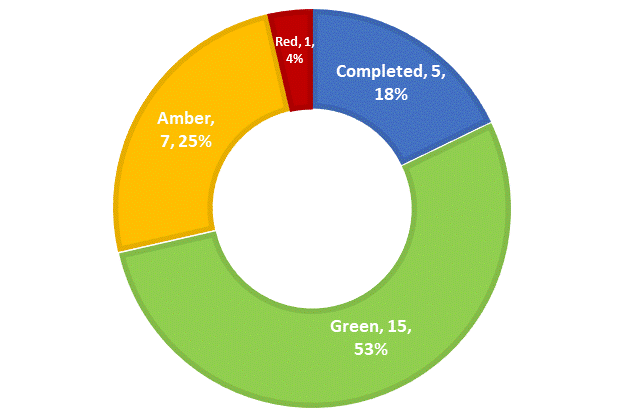 Red, 1,
4%
Completed, 5,
18%
Amber,
7, 25%
Green, 15,
53%